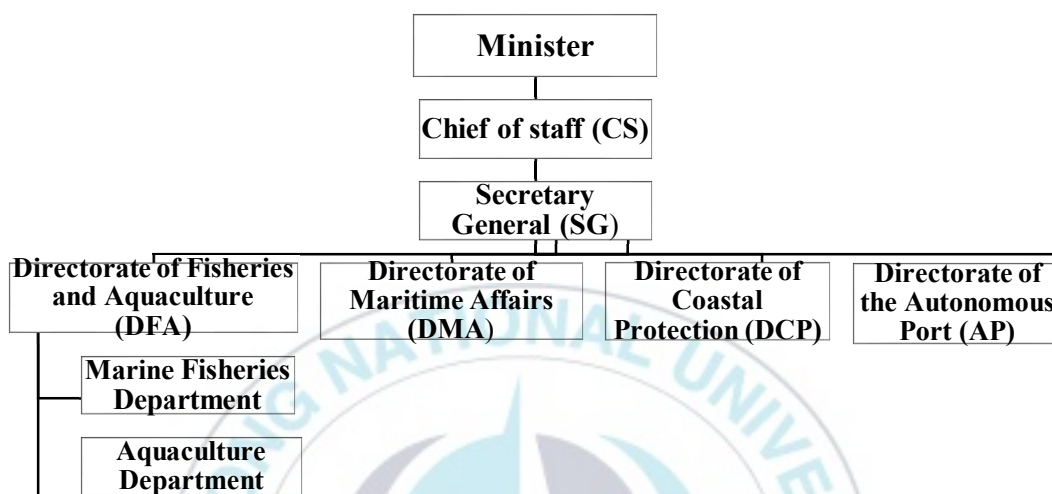 Minister
Chief of staff (CS)
Secretary
General (SG)
Directorate of Fisheries
and Aquaculture
(DFA)
Directorate of
Maritime Affairs
(DMA)
Directorate of
Coastal
Protection (DCP)
Directorate of
the Autonomous
Port (AP)
Marine Fisheries
Department
Aquaculture
Department
NATIONAL